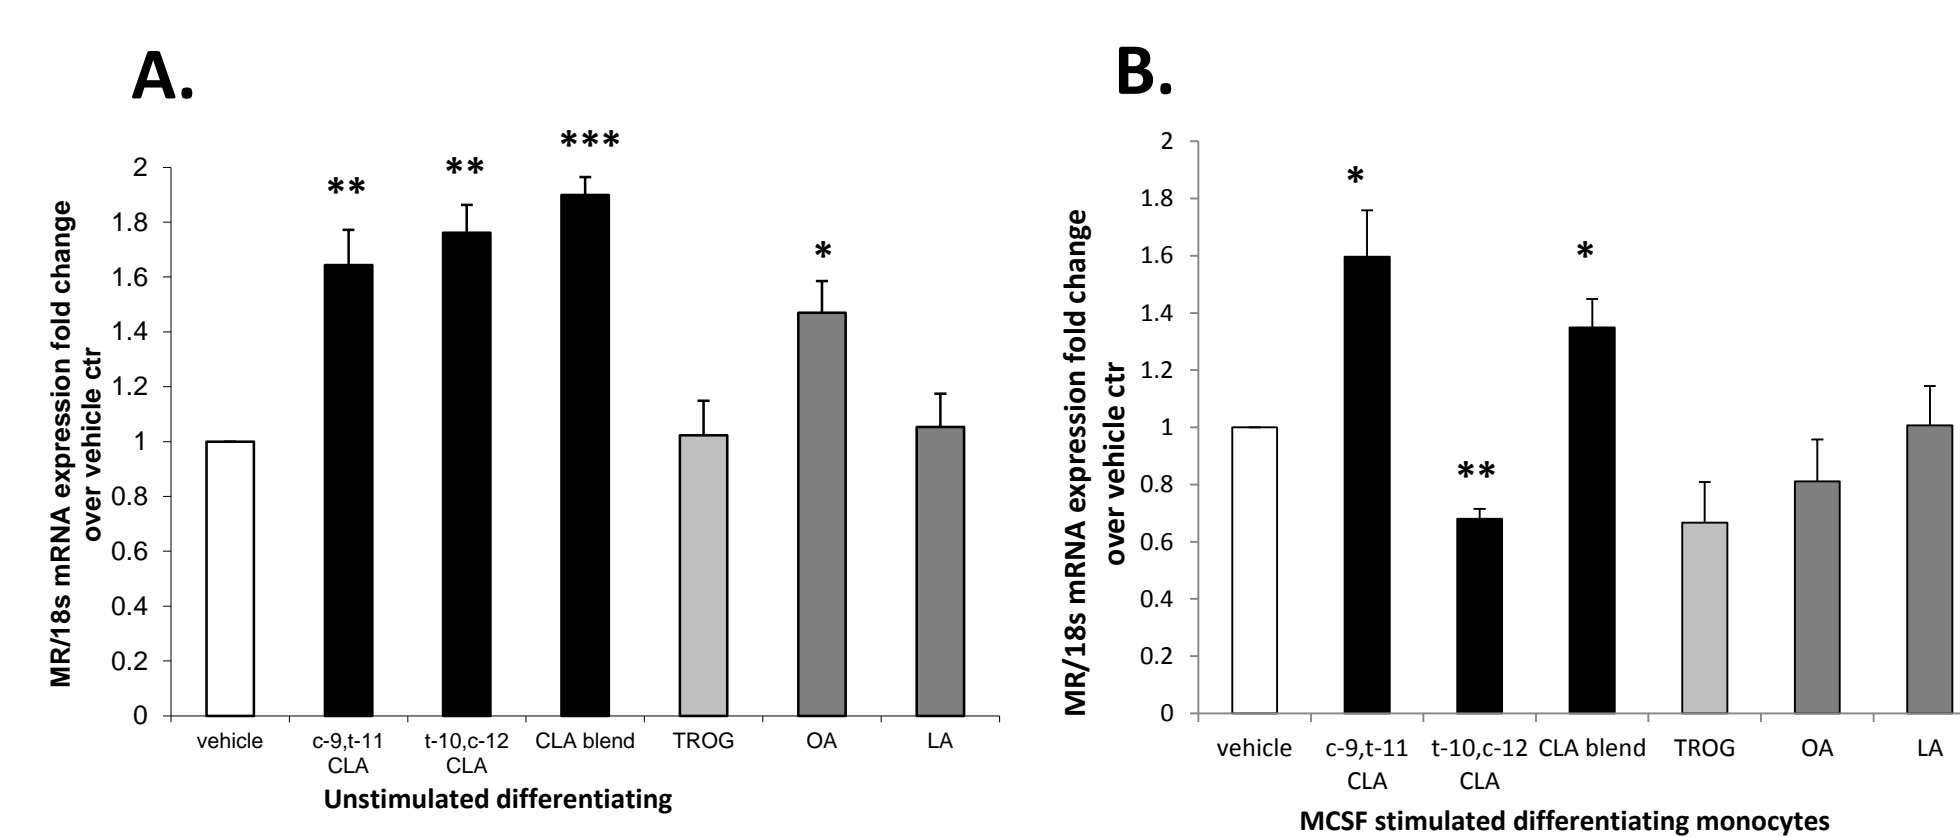 A.
MR/18s mRNA expression fold change
over vehicle ctr
2
1.8
1.6
1.4
1.2
1
0.8
0.6
0.4
0.2
0
**
**
***
*
vehicle c-9,t-11 t-10,c-12 CLA blend TROG OA LA
CLA CLA
Unstimulated differentiating
B.
MR/18s mRNA expression fold change
over vehicle ctr
2
1.8
1.6
1.4
1.2
1
0.8
0.6
0.4
0.2
0
*
**
*
vehicle c-9,t-11 t-10,c-12 CLA blend TROG OA LA
CLA CLA
MCSF stimulated differentiating monocytes